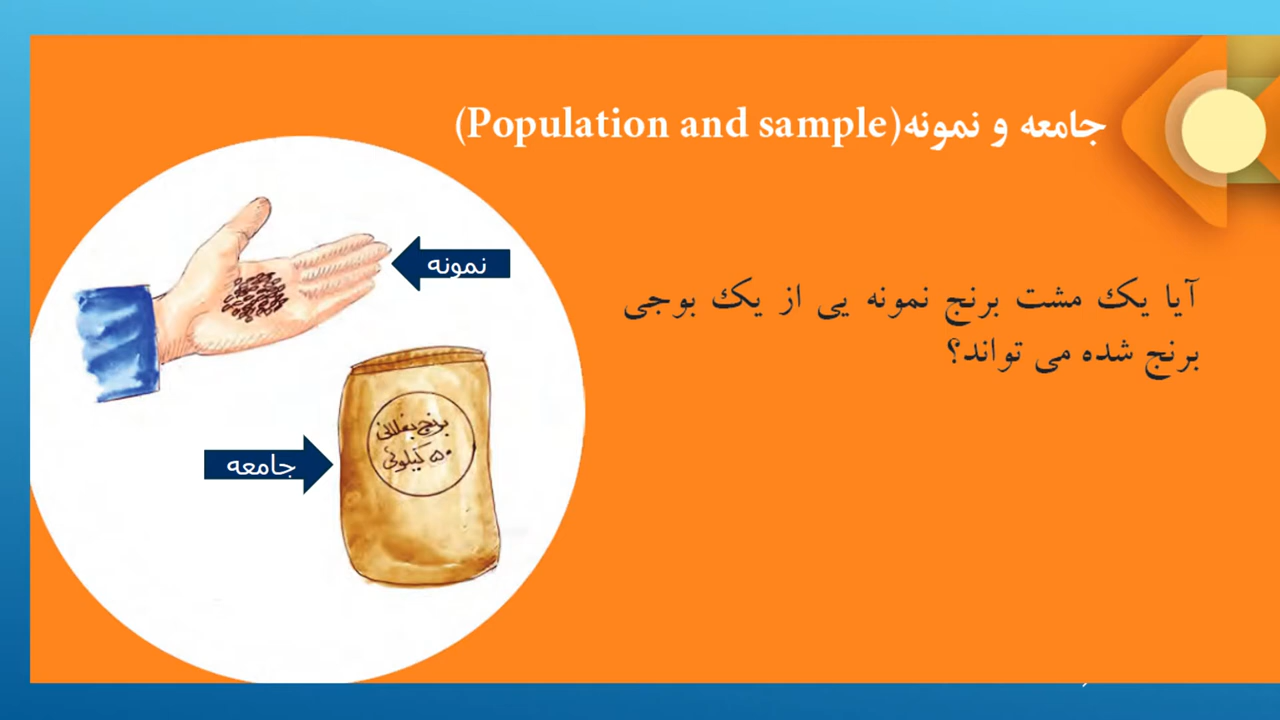 جامعه و نمونه(Population and sample)
آیا یک مشت برنج نمونه یی از یک بوجی
برنج شده می تواند؟
نمونه
جامعه
برنج بغلانی
۵۰ کیلویی